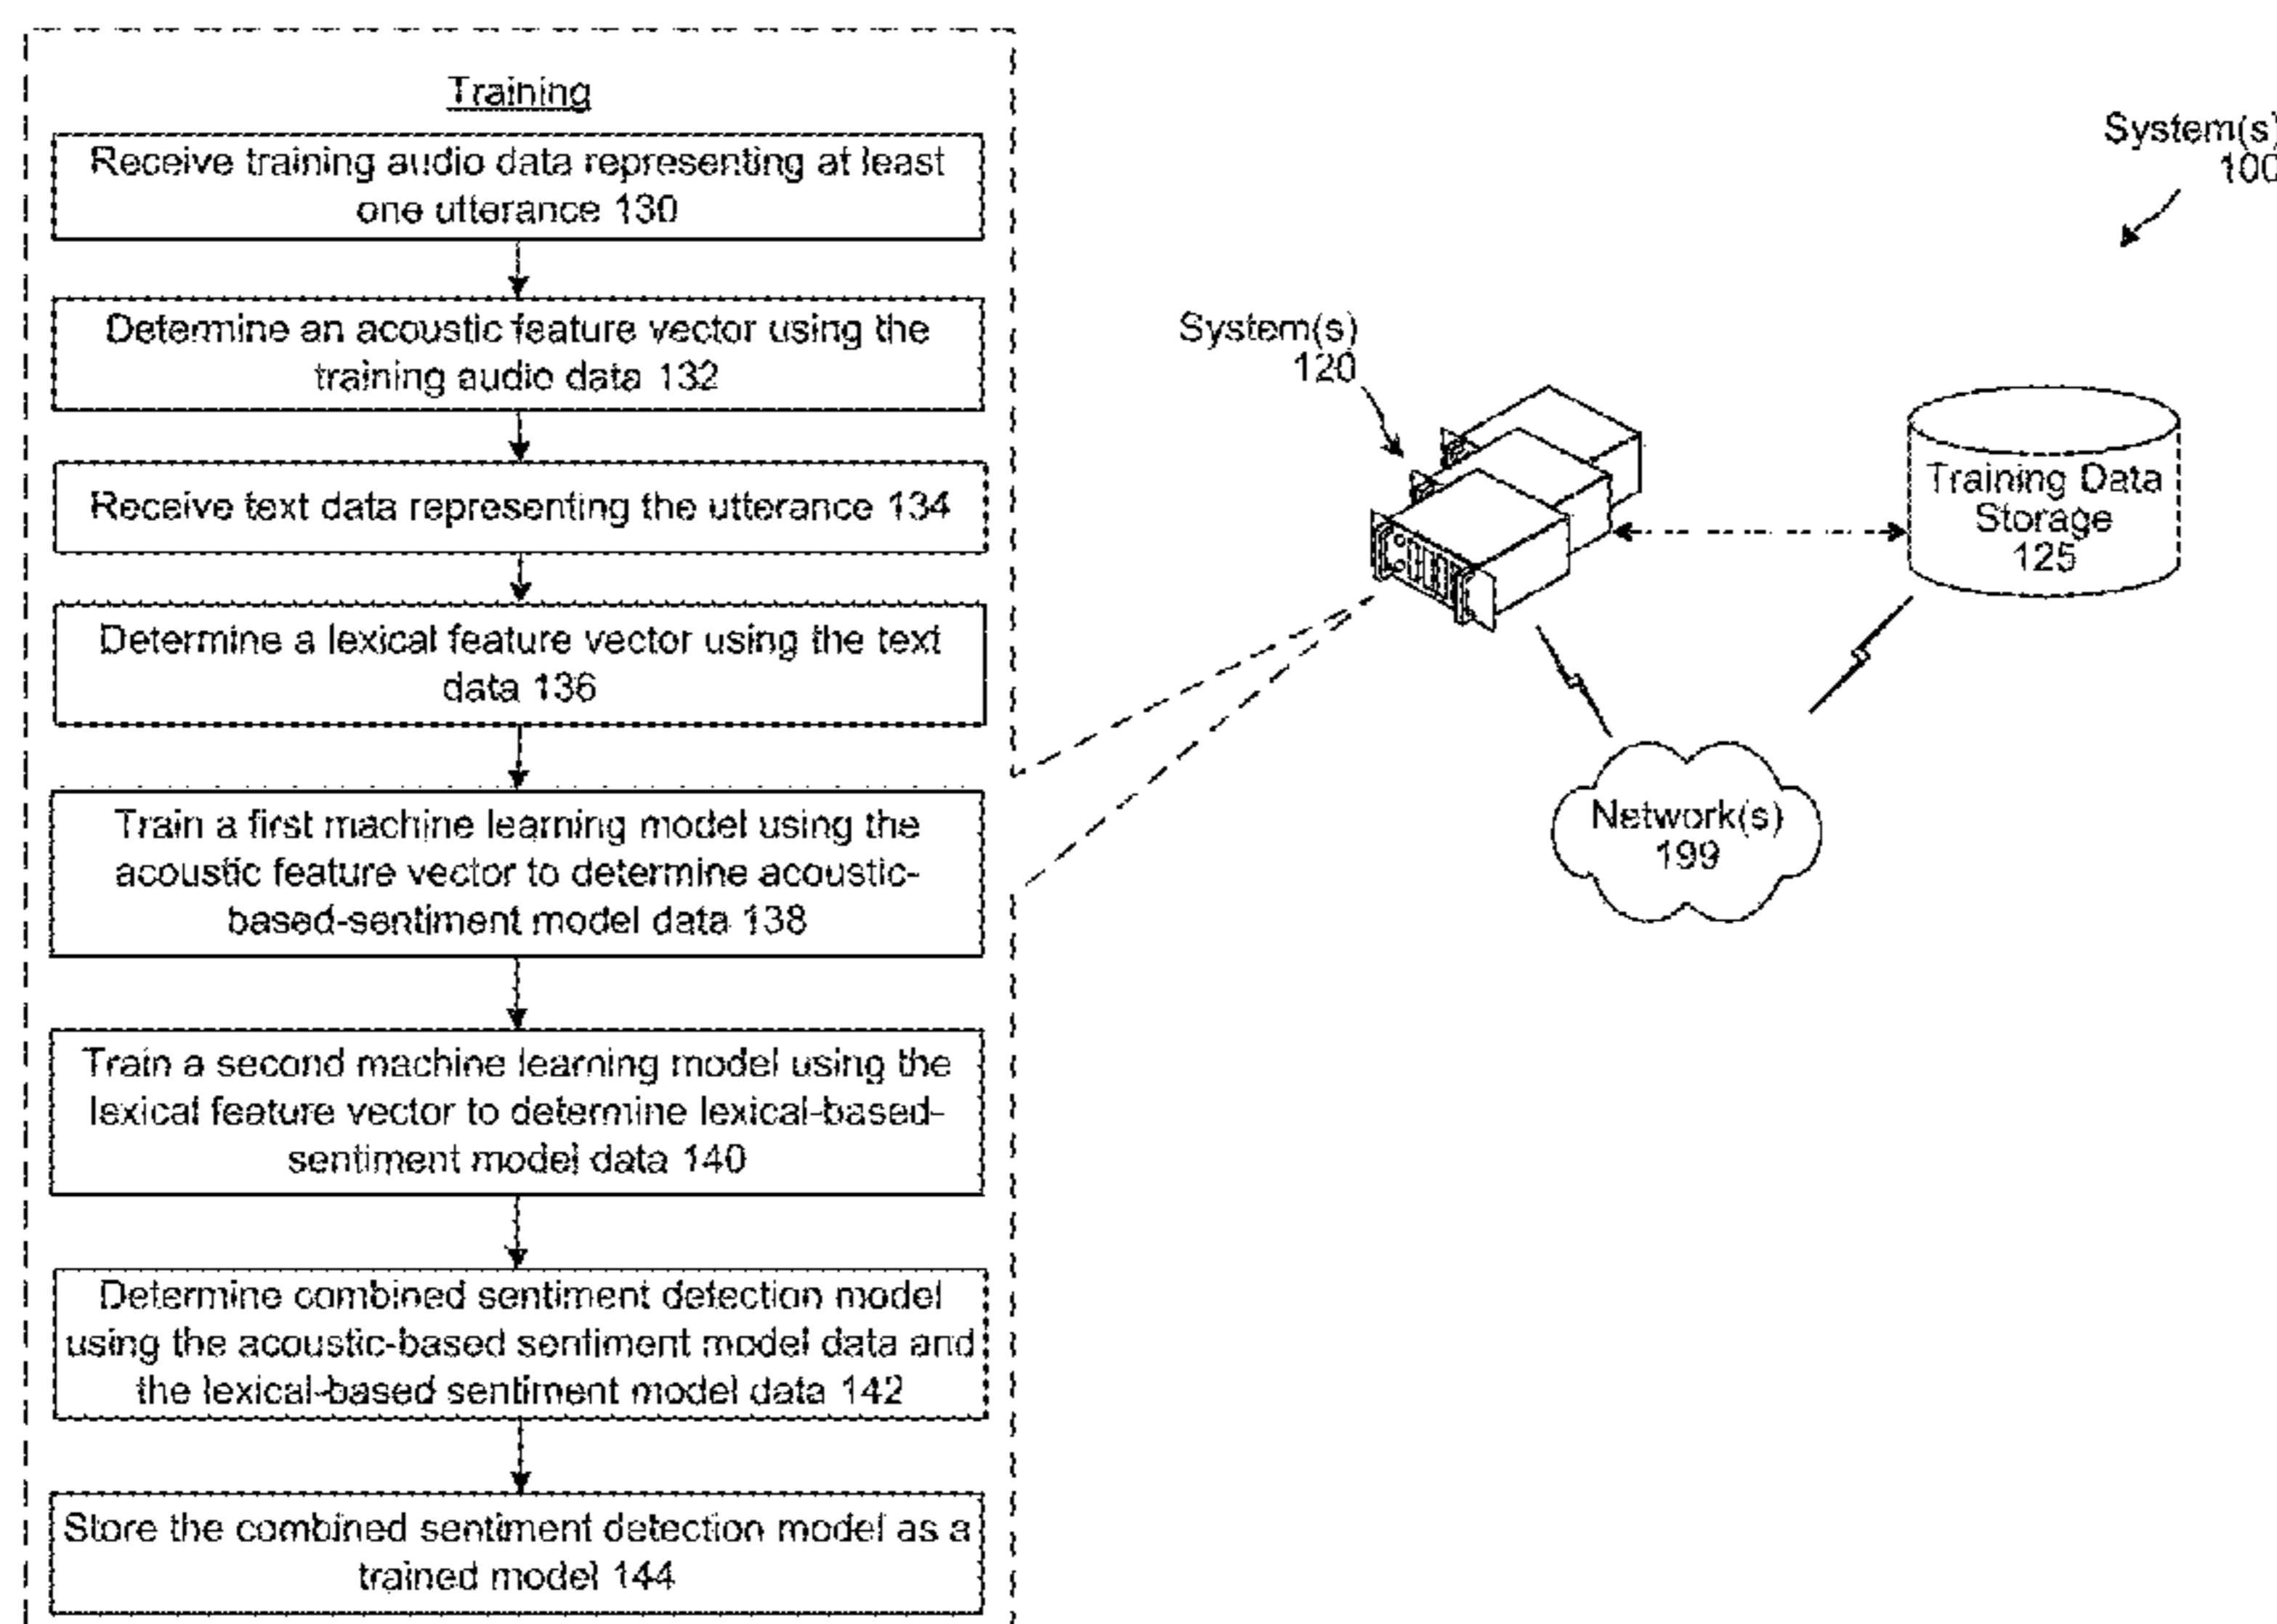 Training
Receive training audio data representing at least
one utterance 130
Determine an acoustic feature vector using the
training audio data 132
Receive text data representing the utterance 134
Determine a lexical feature vector using the text
data 136
Train a first machine learning model using the
acoustic feature vector to determine acoustic-
based-sentiment model data 138
Train a second machine learning model using the
lexical feature vector to determine lexical-based-
sentiment model data 140
Determine combined sentiment detection model
using the acoustic-based sentiment model data and
the lexical-based sentiment model data 142
Store the combined sentiment detection model as a
trained model 144
System(s)
100
System(s)
120
Training Data
Storage
125
Network(s)
199